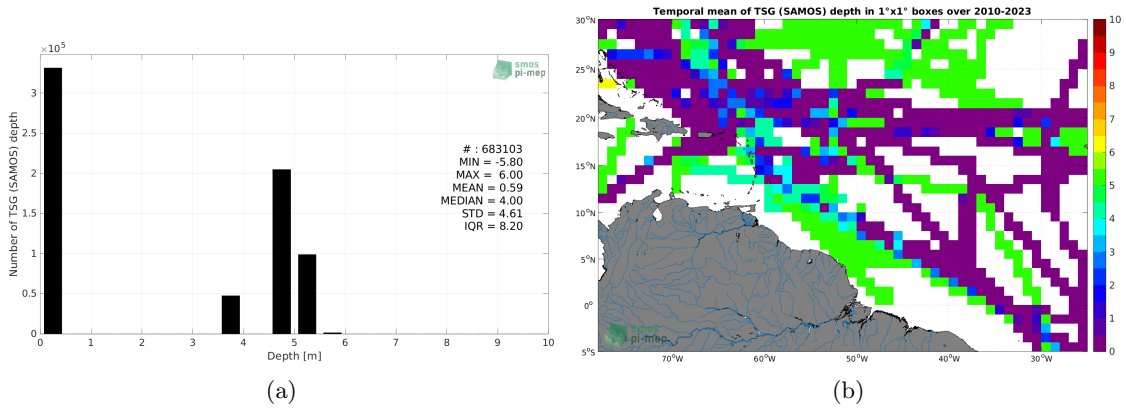 ×10⁵
3
3.5
3
2.5
2
1.5
1
0.5
0
0
1
2
3
4
5
6
7
8
9
10
Number of TSG (SAMOS) depth
Depth [m]
smos
pi-mep
# : 683103
MIN = -5.80
MAX = 6.00
MEAN = 0.59
MEDIAN = 4.00
STD = 4.61
IQR = 8.20
(a)
Temporal mean of TSG (SAMOS) depth in 1°x1° boxes over 2010-2023
30°N
25°N
20°N
15°N
10°N
5°N
0°
5°S
70°W
60°W
50°W
40°W
30°W
smos
pi-mep
10
9
8
7
6
5
4
3
2
1
0
(b)